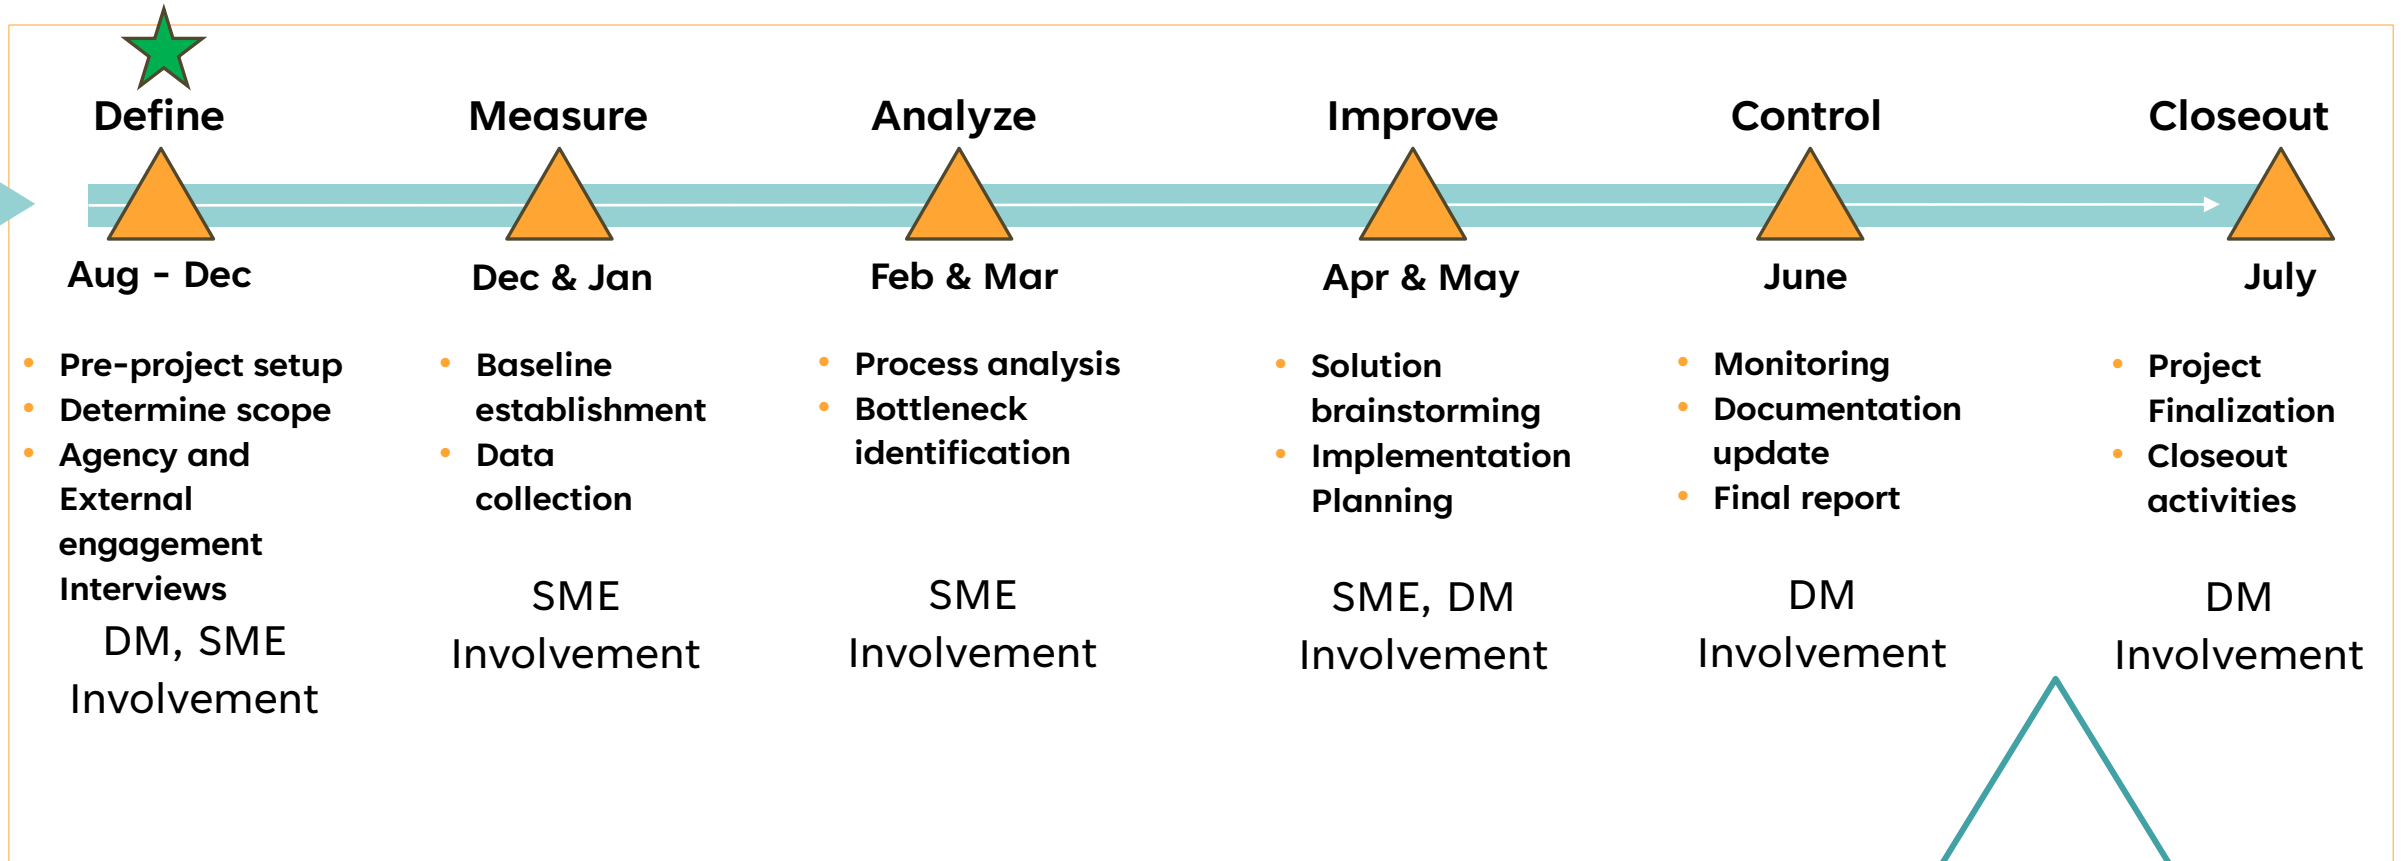 Define
Aug - Dec
• Pre-project setup
• Determine scope
• Agency and
External
engagement
Interviews
DM, SME
Involvement
Measure
Dec & Jan
• Baseline
establishment
• Data
collection
SME
Involvement
Analyze
Feb & Mar
• Process analysis
• Bottleneck
identification
SME
Involvement
Improve
Apr & May
• Solution
brainstorming
• Implementation
Planning
SME, DM
Involvement
Control
June
• Monitoring
• Documentation
update
• Final report
DM
Involvement
Closeout
July
• Project
Finalization
• Closeout
activities
DM
Involvement